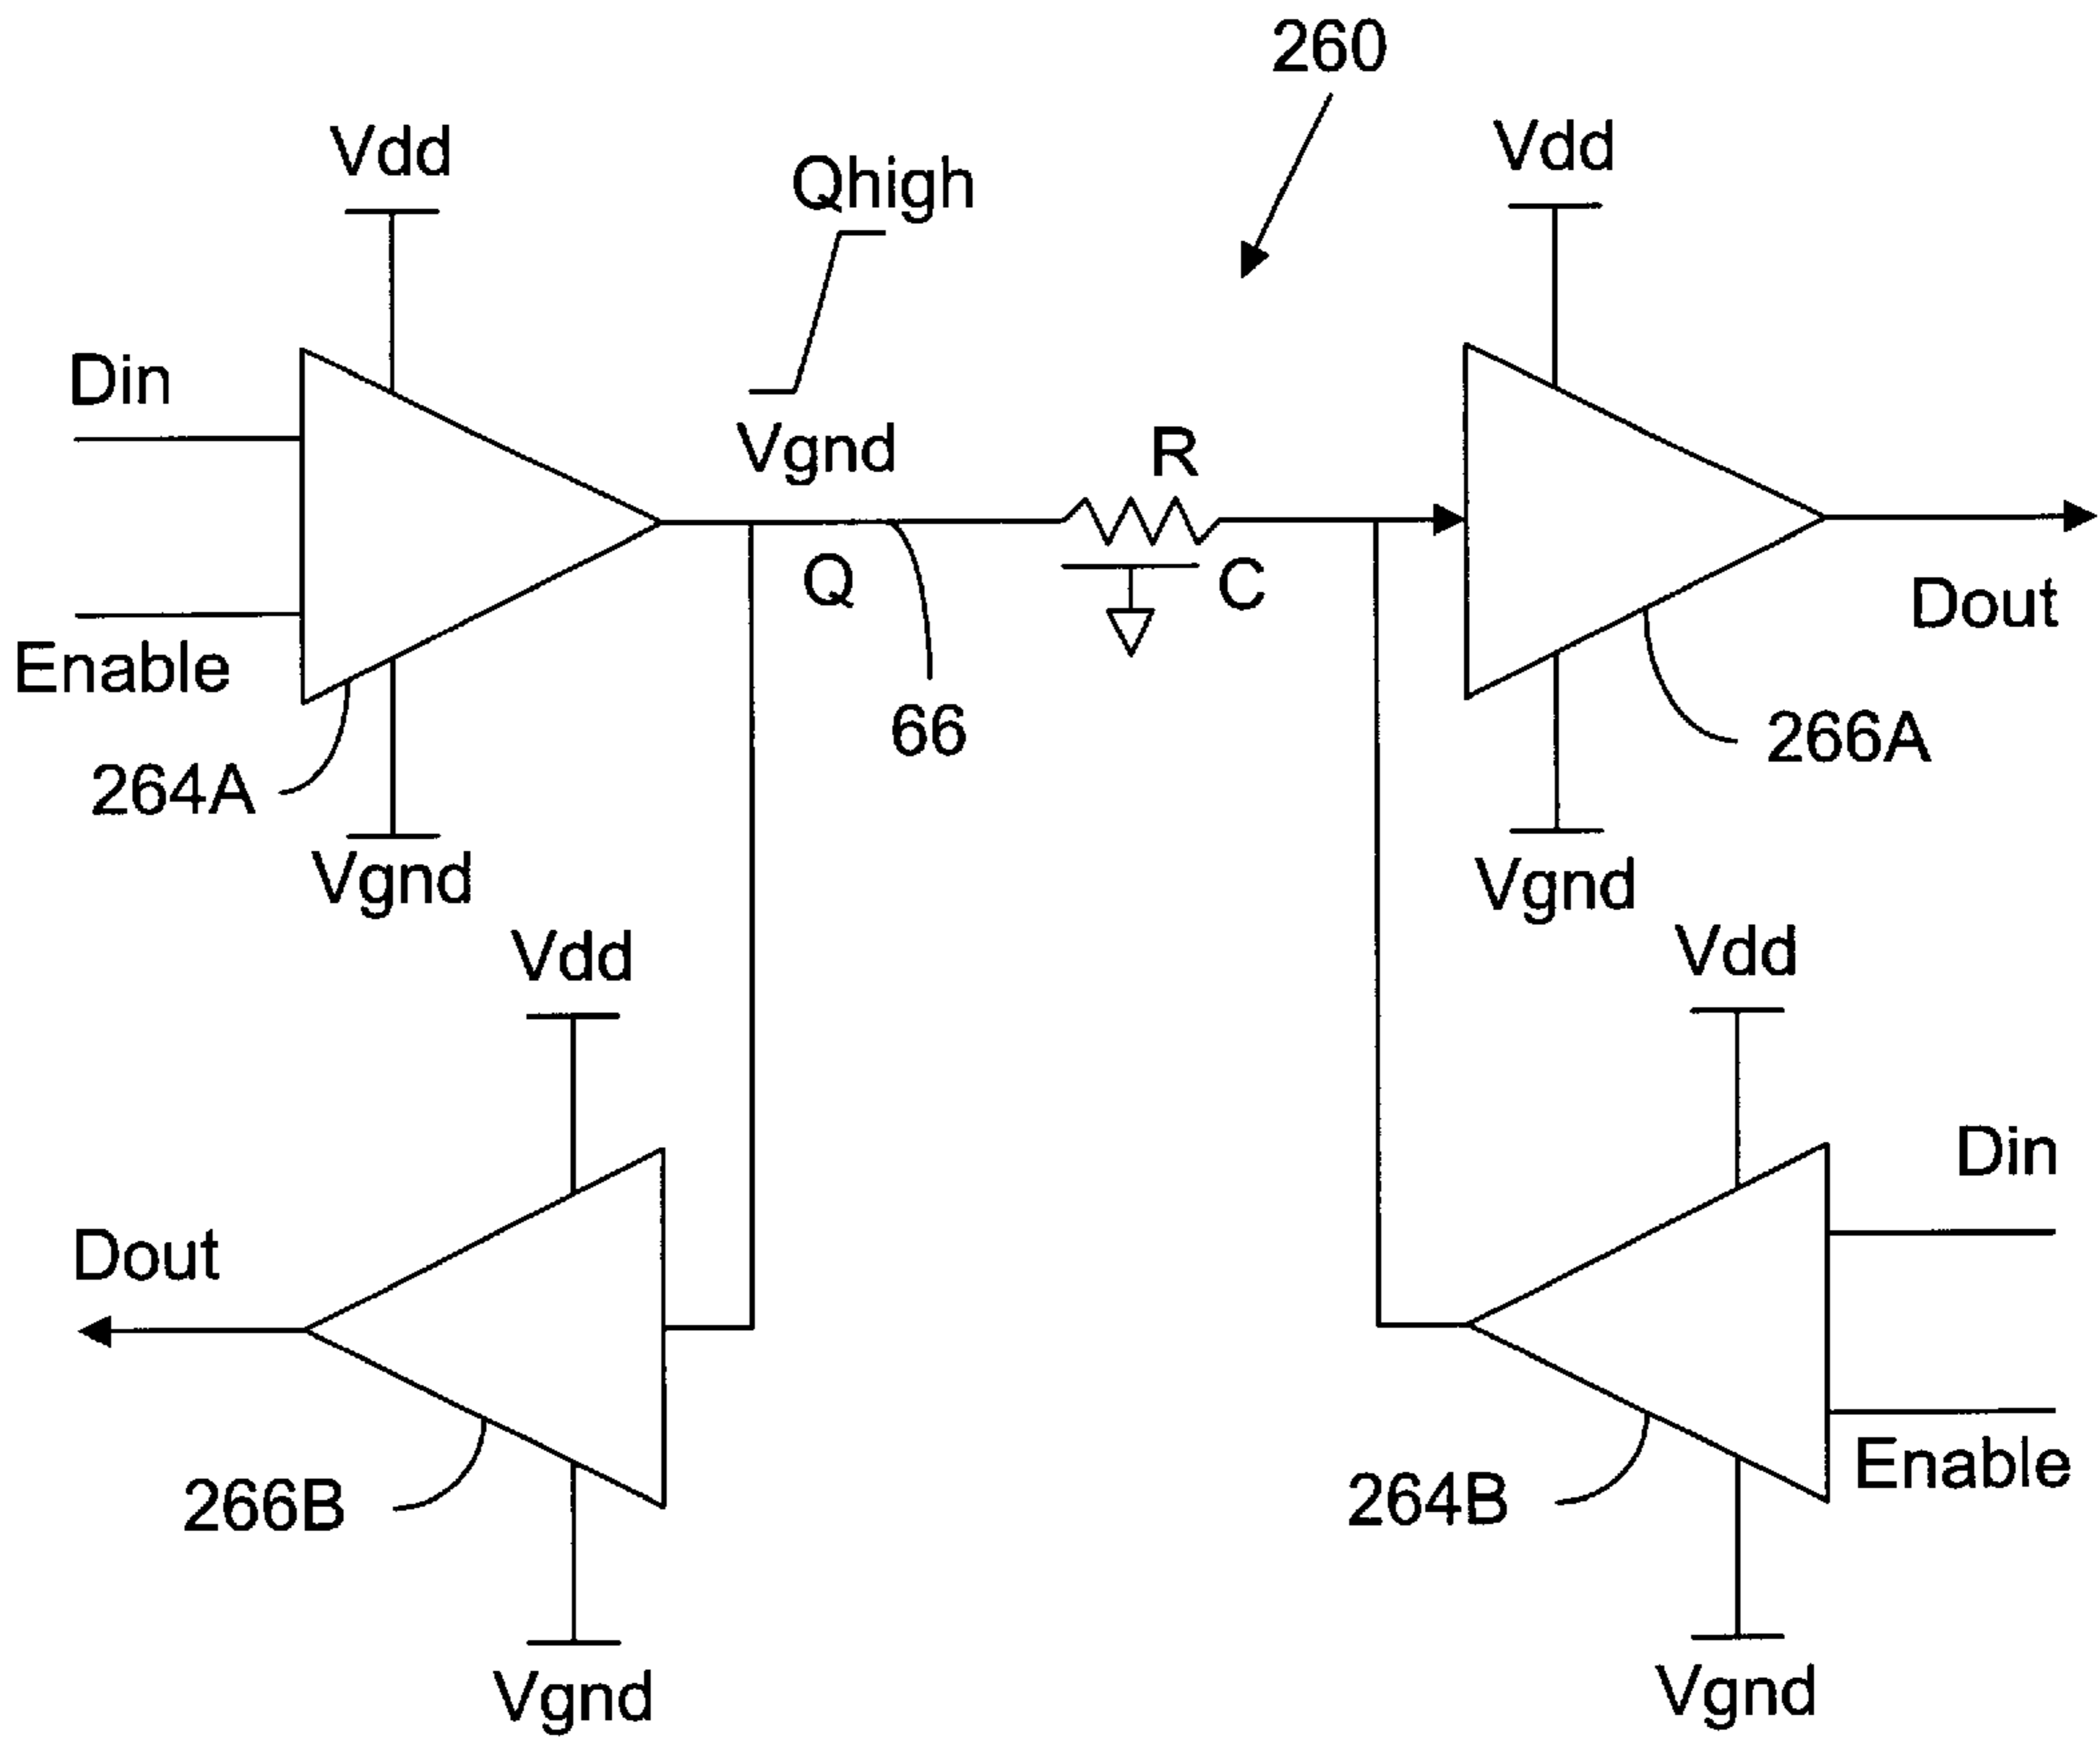 260
Vdd
Qhigh
Vdd
Din
Vgnd
R
Q
C
Dout
Enable
66
266A
264A
Vgnd
Vgnd
Vdd
Vdd
Din
Dout
Enable
266B
264B
Vgnd
Vgnd